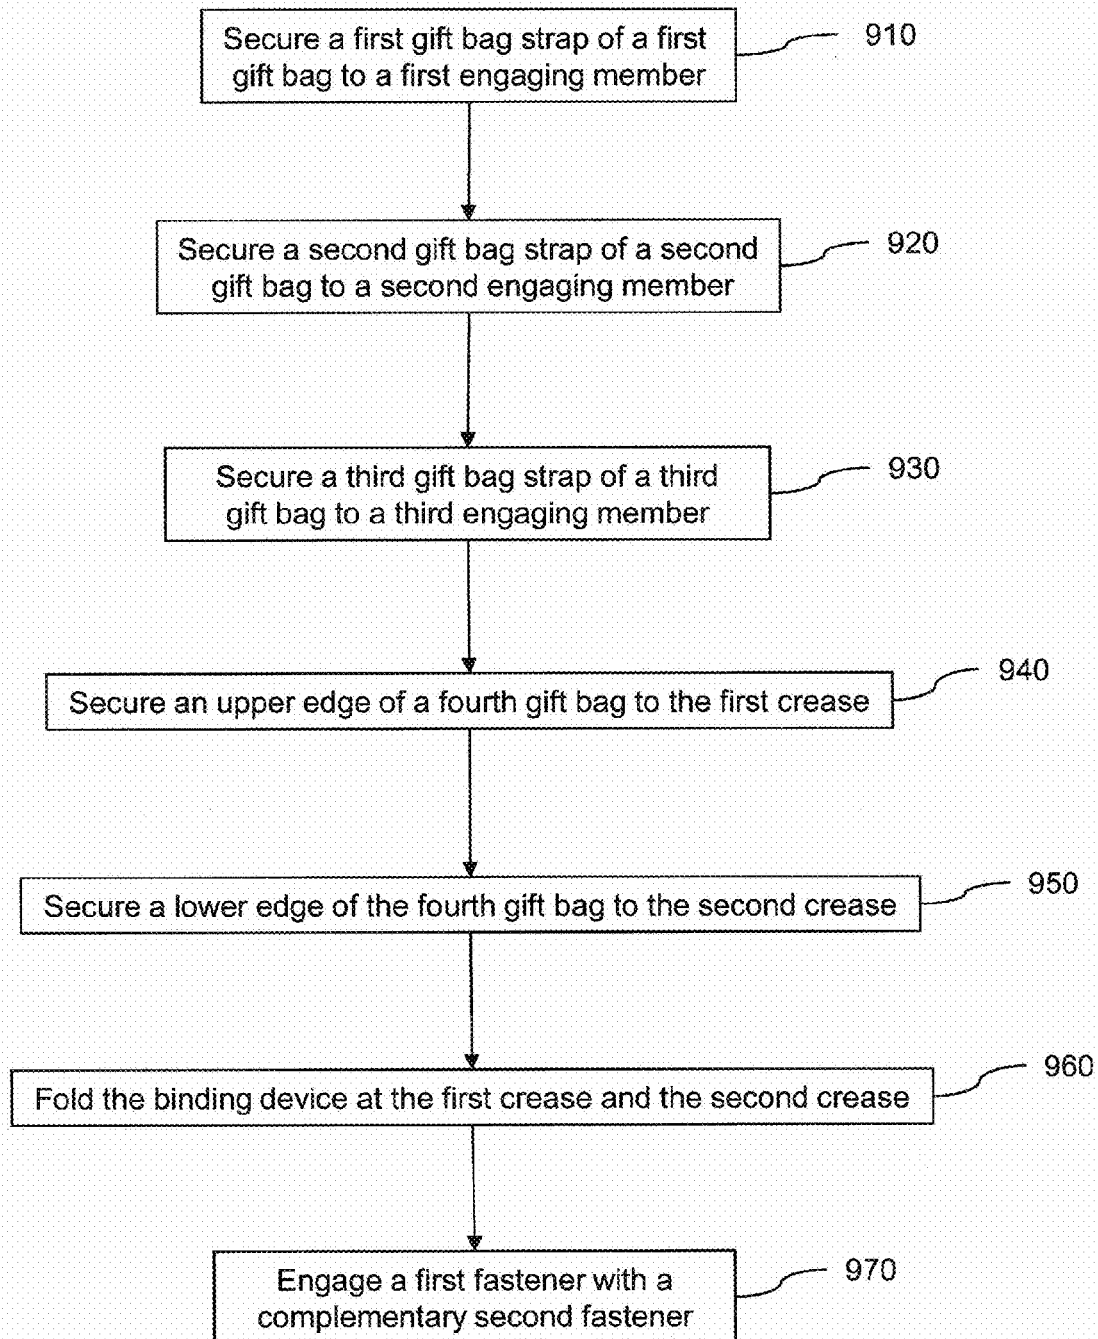 Secure a first gift bag strap of a first
gift bag to a first engaging member
910
Secure a second gift bag strap of a second
gift bag to a second engaging member
920
Secure a third gift bag strap of a third
gift bag to a third engaging member
930
Secure an upper edge of a fourth gift bag to the first crease
940
Secure a lower edge of the fourth gift bag to the second crease
950
Fold the binding device at the first crease and the second crease
960
Engage a first fastener with a
complementary second fastener
970